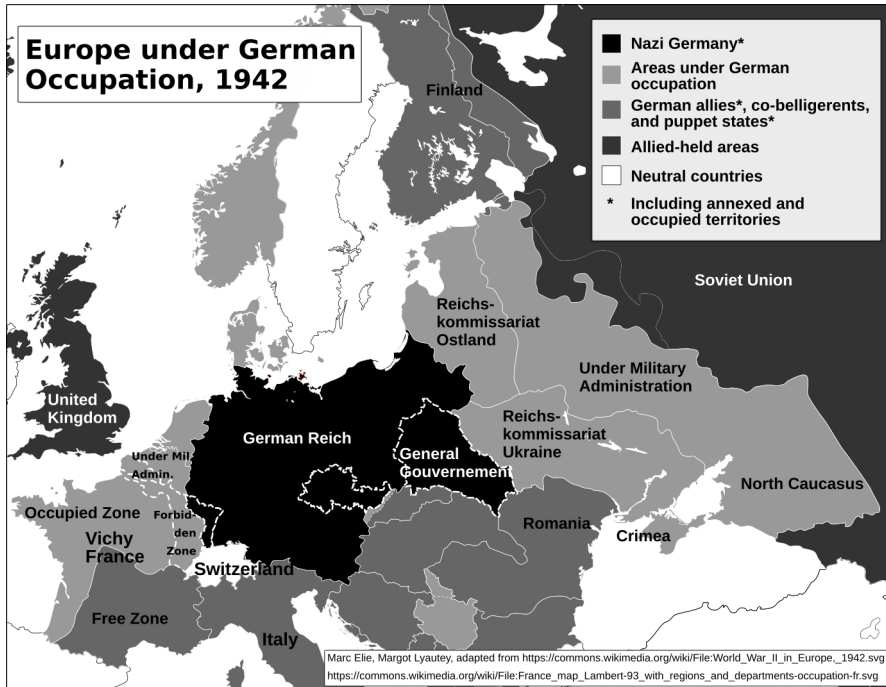 Europe under German
Occupation, 1942
Nazi Germany*
Areas under German
occupation
German allies*, co-belligerents,
and puppet states*
Allied-held areas
Neutral countries
* Including annexed and
occupied territories
Finland
Soviet Union
Reichs-
kommissariat
Ostland
Under Military
Administration
United
Kingdom
Reichs-
kommissariat
Ukraine
German Reich
General
Gouvernement
Under Mil.
Admin.
North Caucasus
Occupied Zone
Forbid-
den
Zone
Vichy
France
Romania
Crimea
Switzerland
Free Zone
Italy
Marc Elie, Margot Lyautey, adapted from https://commons.wikimedia.org/wiki/File:World_War_II_in_Europe,_1942.svg
https://commons.wikimedia.org/wiki/File:France_map_Lambert-93_with_regions_and_departments-occupation-fr.svg